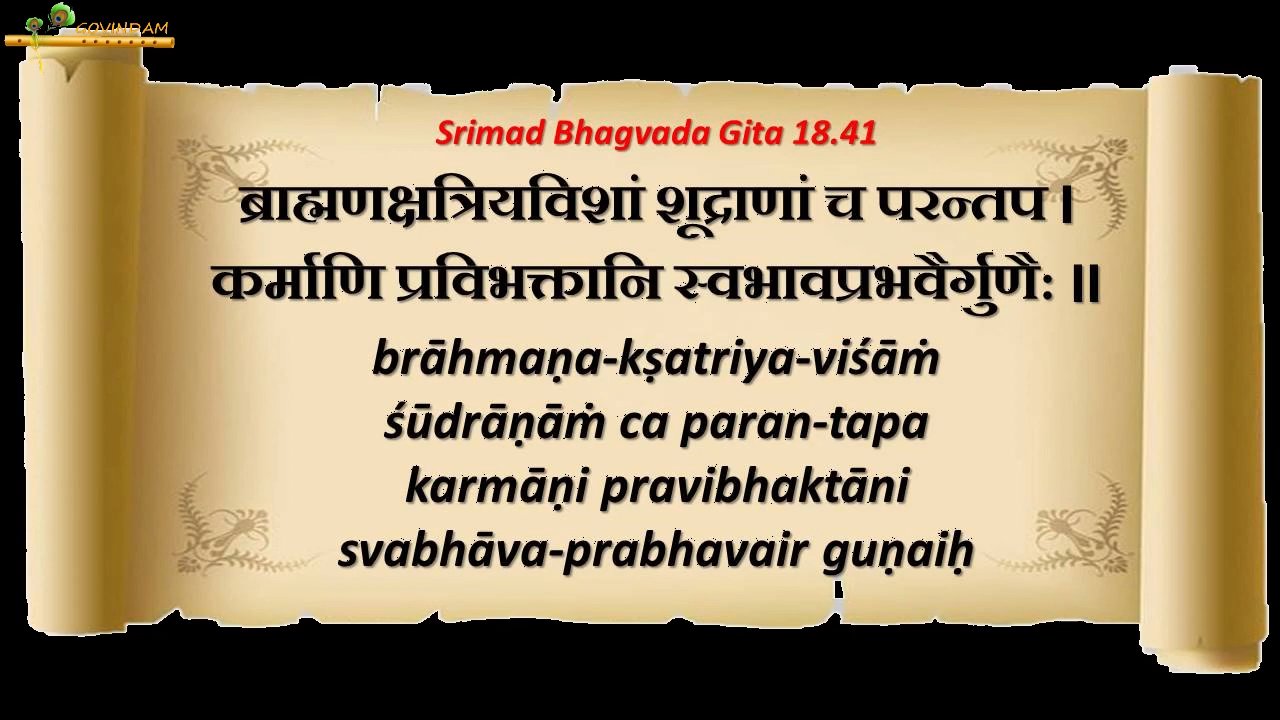 GOVINDAM
Srimad Bhagvada Gita 18.41
ब्राह्मणक्षत्रियविशां शूद्राणां च परन्तप ।
कर्माणि प्रविभक्तानि स्वभावप्रभवैर्गुणैः ॥
brāhmaṇa-kṣatriya-viśāṁ
śūdrāṇāṁ ca paran-tapa
karmāṇi pravibhaktāni
svabhāva-prabhavair guṇaiḥ